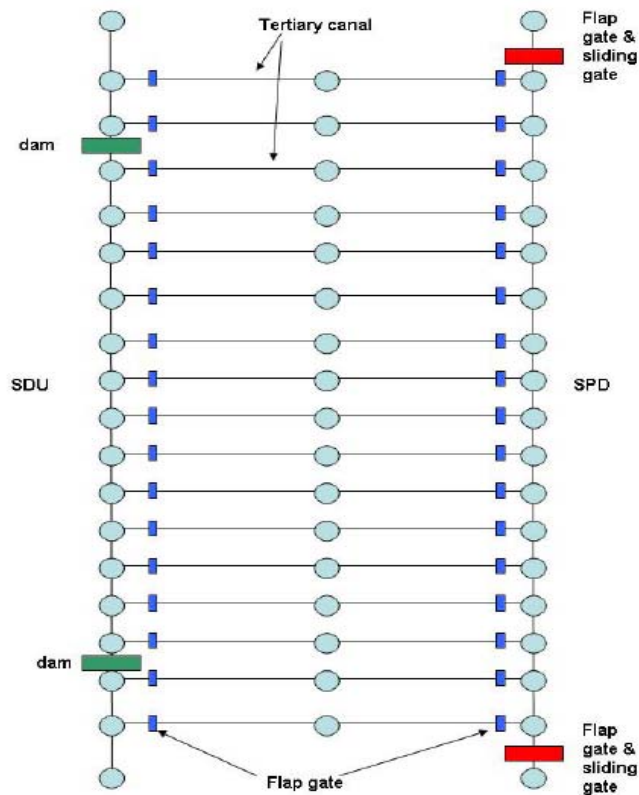 Tertiary canal
Flap
gate &
sliding
gate
dam
SDU
SPD
dam
Flap gate
Flap
gate &
sliding
gate